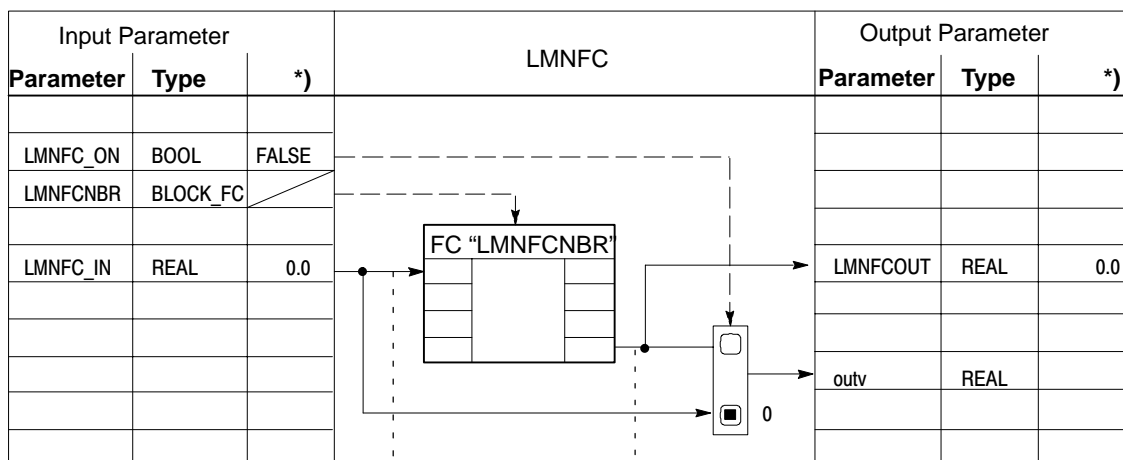 Input Parameter LMNFC Output Parameter
Parameter Type *) Parameter Type *)
LMNFC_ON BOOL FALSE
LMNFCNBR BLOCK_FC
FC “LMNFCNBR”
LMNFC_IN REAL 0.0 LMNFCOUT REAL 0.0
outv REAL
0